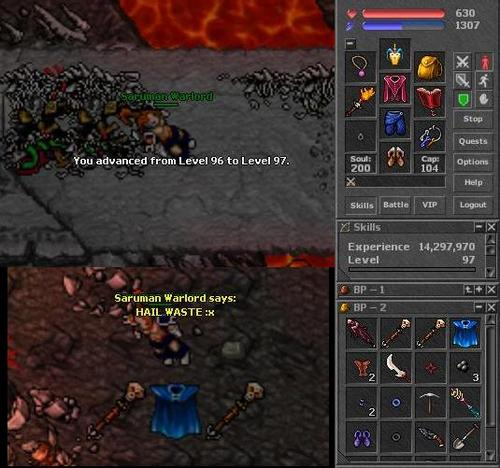 Saruman Warlord
You advanced from Level 96 to Level 97.
Saruman Warlord says:
HAIL WASTE :x
630
1307
Soul:
200
Cap:
104
Stop
Quests
Options
Help
Skills
Battle
VIP
Logout
Skills
Experience 14,297,970
Level 97
BP - 1
BP - 2
2
3
2